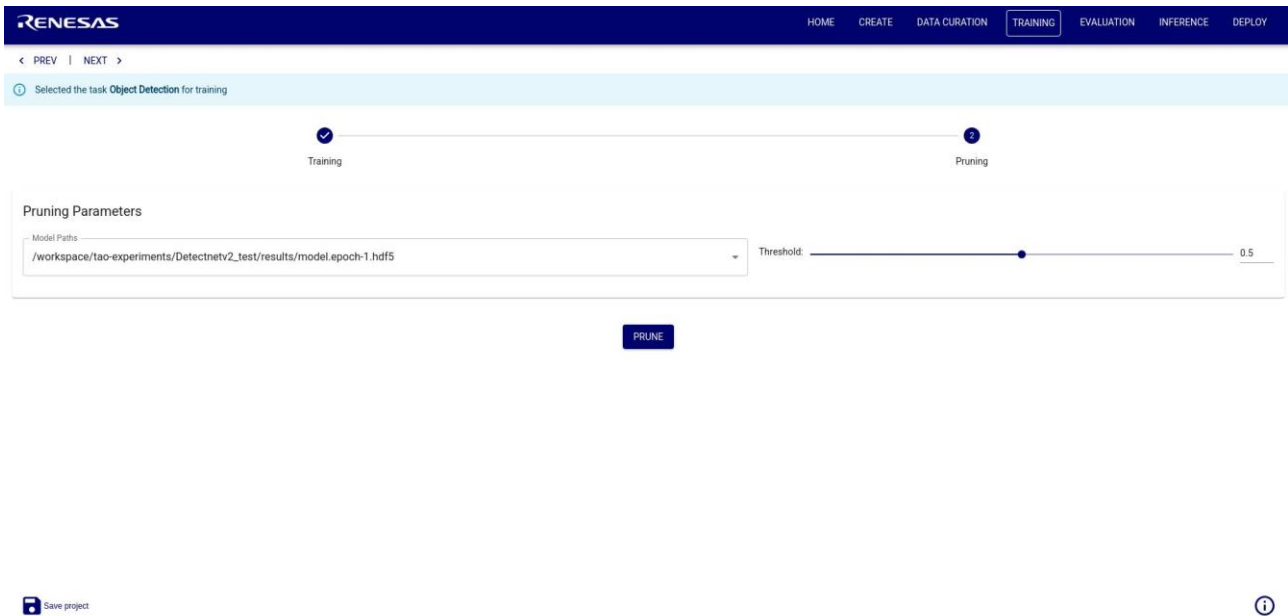 RENESAS HOME CREATE DATA CURATION TRAINING EVALUATION INFERENCE DEPLOY
< PREV | NEXT >
Selected the task Object Detection for training
2
Training Pruning
Pruning Parameters
Model Paths
/workspace/tao-experiments/Detectnetv2_test/results/model.epoch-1.hdf5 Threshold: 0.5
PRUNE
Save project